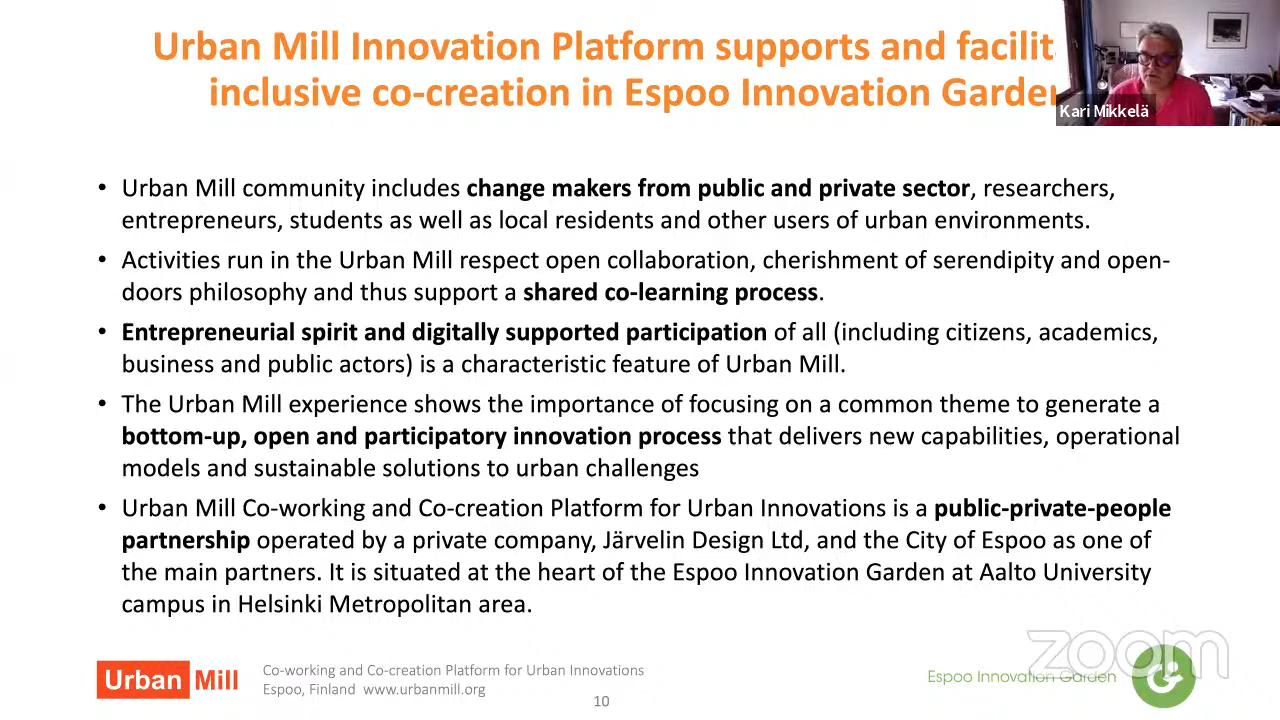 Urban Mill Innovation Platform supports and facilit
inclusive co-creation in Espoo Innovation Garden
Kari Mikkelä
• Urban Mill community includes change makers from public and private sector, researchers,
entrepreneurs, students as well as local residents and other users of urban environments.
• Activities run in the Urban Mill respect open collaboration, cherishment of serendipity and open-
doors philosophy and thus support a shared co-learning process.
• Entrepreneurial spirit and digitally supported participation of all (including citizens, academics,
business and public actors) is a characteristic feature of Urban Mill.
• The Urban Mill experience shows the importance of focusing on a common theme to generate a
bottom-up, open and participatory innovation process that delivers new capabilities, operational
models and sustainable solutions to urban challenges
• Urban Mill Co-working and Co-creation Platform for Urban Innovations is a public-private-people
partnership operated by a private company, Järvelin Design Ltd, and the City of Espoo as one of
the main partners. It is situated at the heart of the Espoo Innovation Garden at Aalto University
campus in Helsinki Metropolitan area.
Urban Mill
Co-working and Co-creation Platform for Urban Innovations
Espoo, Finland www.urbanmill.org
10
Espoo Innovation Garden
zoom